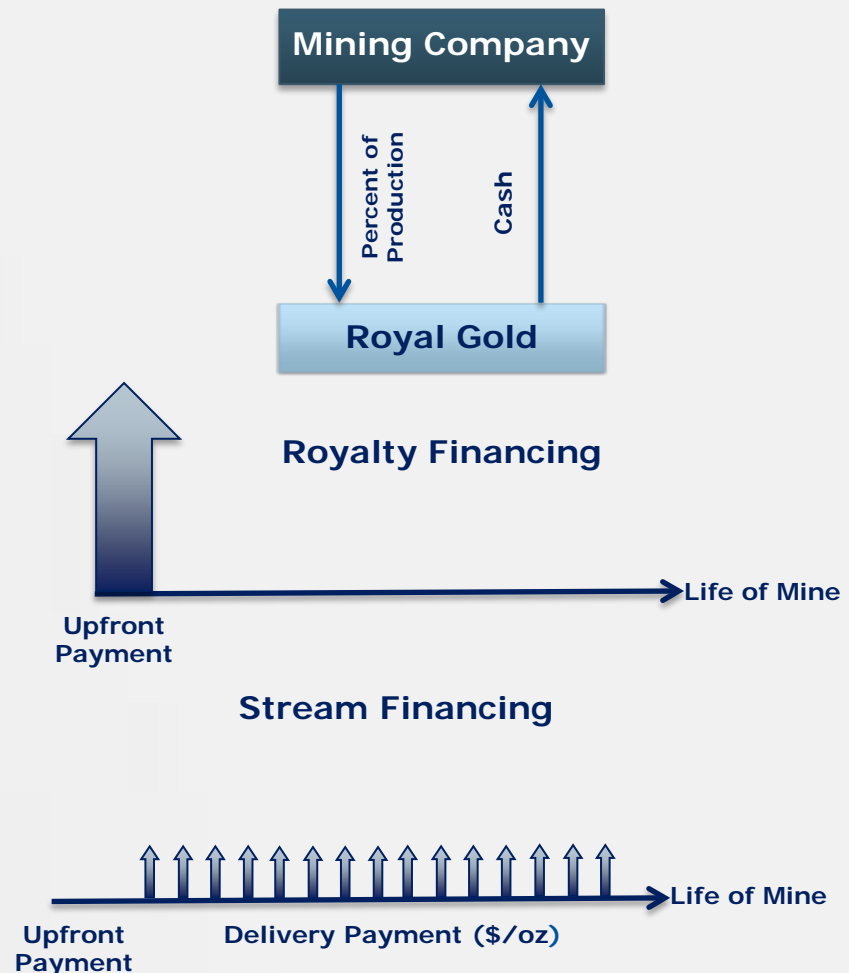 Mining Company
Percent of
Production
Cash
Royal Gold
Royalty Financing
Life of Mine
Upfront
Payment
Stream Financing
Life of Mine
Upfront
Payment
Delivery Payment ($/oz)